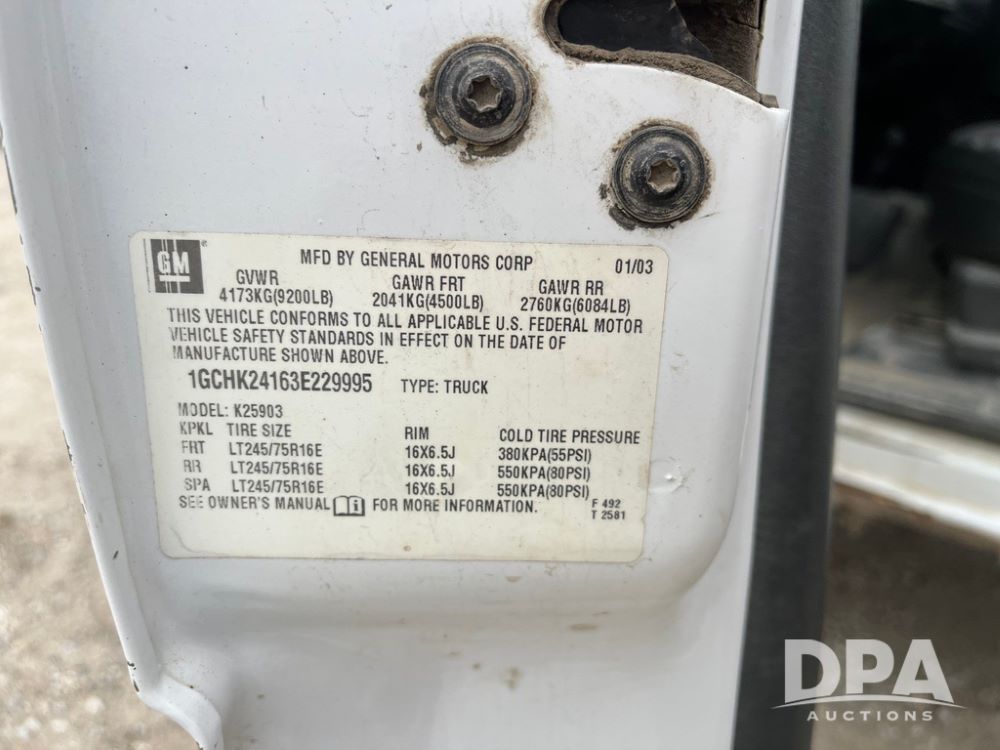 GM ®
MFD BY GENERAL MOTORS CORP 01/03
GVWR GAWR FRT GAWR RR
4173KG(9200LB) 2041KG(4500LB) 2760KG(6084LB)
THIS VEHICLE CONFORMS TO ALL APPLICABLE U.S. FEDERAL MOTOR
VEHICLE SAFETY STANDARDS IN EFFECT ON THE DATE OF
MANUFACTURE SHOWN ABOVE.
1GCHK24163E229995 TYPE: TRUCK
MODEL: K25903
KPKL TIRE SIZE RIM COLD TIRE PRESSURE
FRT LT245/75R16E 16X6.5J 380KPA(55PSI)
RR LT245/75R16E 16X6.5J 550KPA(80PSI)
SPA LT245/75R16E 16X6.5J 550KPA(80PSI)
SEE OWNER'S MANUAL i FOR MORE INFORMATION. F 492
T 2581
DPA
AUCTIONS